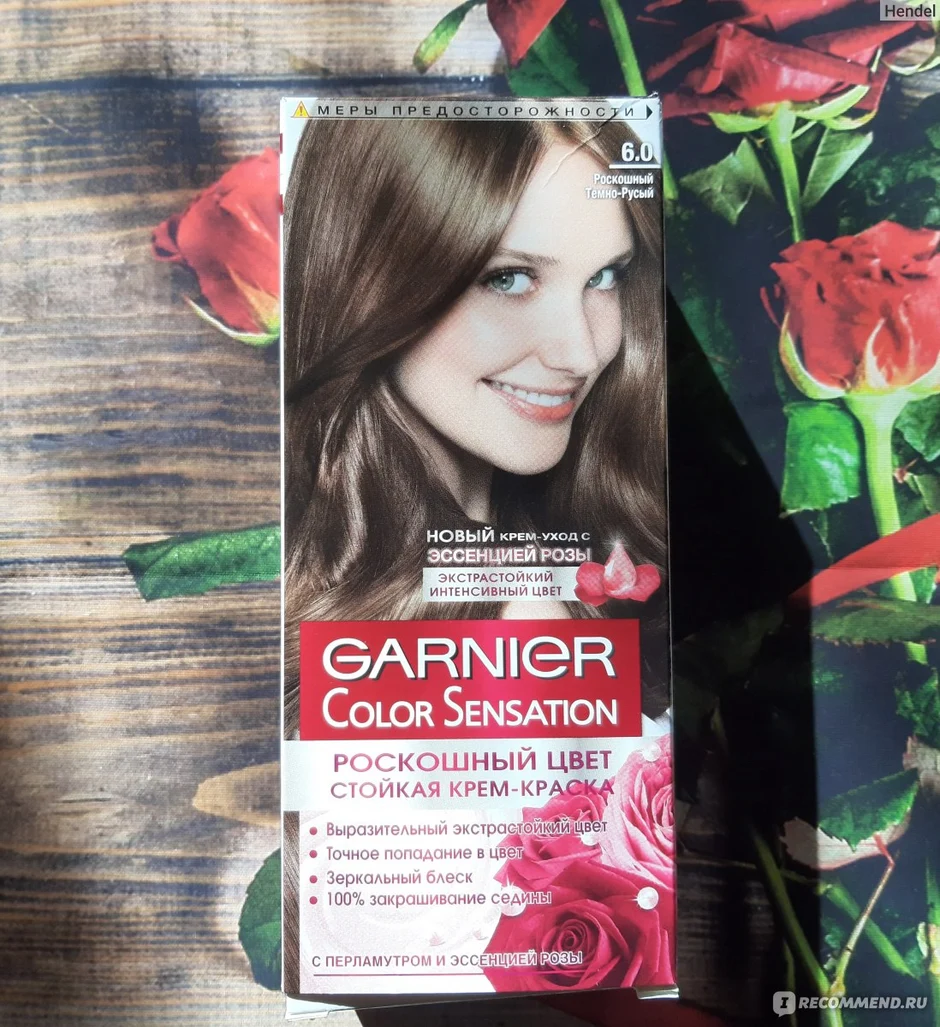 Hendel
МЕРЫ ПРЕДОСТОРОЖНОСТИ
6.0
Роскошный
Темно-Русый
НОВЫЙ КРЕМ-УХОД С
ЭССЕНЦИЕЙ РОЗЫ
ЭКСТРАСТОЙКИЙ
ИНТЕНСИВНЫЙ ЦВЕТ
GARNIER
COLOR SENSATION
РОСКОШНЫЙ ЦВЕТ
СТОЙКАЯ КРЕМ-КРАСКА
• Выразительный экстрастойкий цвет
• Точное попадание в цвет
• Зеркальный блеск
• 100% закрашивание седины
С ПЕРЛАМУТРОМ И ЭССЕНЦИЕЙ РОЗЫ
IRECOMMEND.RU